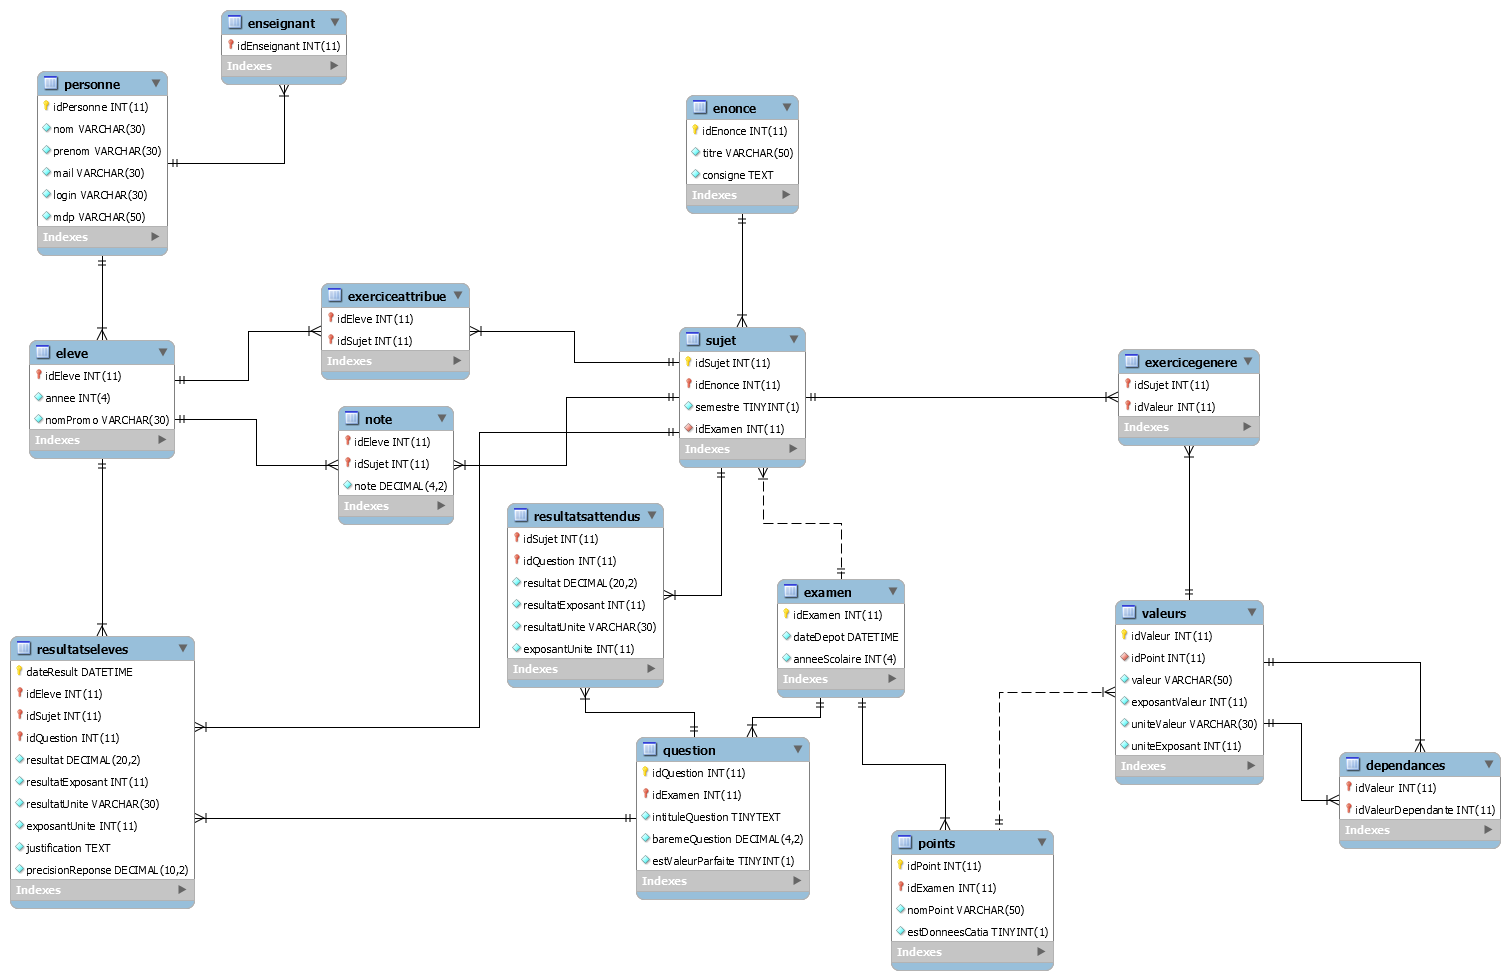 enseignant
idEnseignant INT(11)
Indexes
personne
idPersonne INT(11)
nom VARCHAR(30)
prenom VARCHAR(30)
mail VARCHAR(30)
login VARCHAR(30)
mdp VARCHAR(50)
Indexes
enonce
idEnonce INT(11)
titre VARCHAR(50)
consigne TEXT
Indexes
exerciceattribue
idEleve INT(11)
idSujet INT(11)
Indexes
eleve
idEleve INT(11)
annee INT(4)
nomPromo VARCHAR(30)
Indexes
sujet
idSujet INT(11)
idEnonce INT(11)
semestre TINYINT(1)
idExamen INT(11)
Indexes
exercicegenere
idSujet INT(11)
idValeur INT(11)
Indexes
note
idEleve INT(11)
idSujet INT(11)
note DECIMAL(4,2)
Indexes
resultatsattendus
idSujet INT(11)
idQuestion INT(11)
resultat DECIMAL(20,2)
resultatExposant INT(11)
resultatUnite VARCHAR(30)
exposantUnite INT(11)
Indexes
examen
idExamen INT(11)
dateDepot DATETIME
anneeScolaire INT(4)
Indexes
valeurs
idValeur INT(11)
idPoint INT(11)
valeur VARCHAR(50)
exposantValeur INT(11)
uniteValeur VARCHAR(30)
uniteExposant INT(11)
Indexes
resultatseleves
dateResult DATETIME
idEleve INT(11)
idSujet INT(11)
idQuestion INT(11)
resultat DECIMAL(20,2)
resultatExposant INT(11)
resultatUnite VARCHAR(30)
exposantUnite INT(11)
justification TEXT
precisionReponse DECIMAL(10,2)
Indexes
question
idQuestion INT(11)
idExamen INT(11)
intituleQuestion TINYTEXT
baremeQuestion DECIMAL(4,2)
estValeurParfaite TINYINT(1)
Indexes
dependances
idValeur INT(11)
idValeurDependante INT(11)
Indexes
points
idPoint INT(11)
idExamen INT(11)
nomPoint VARCHAR(50)
estDonneesCatia TINYINT(1)
Indexes